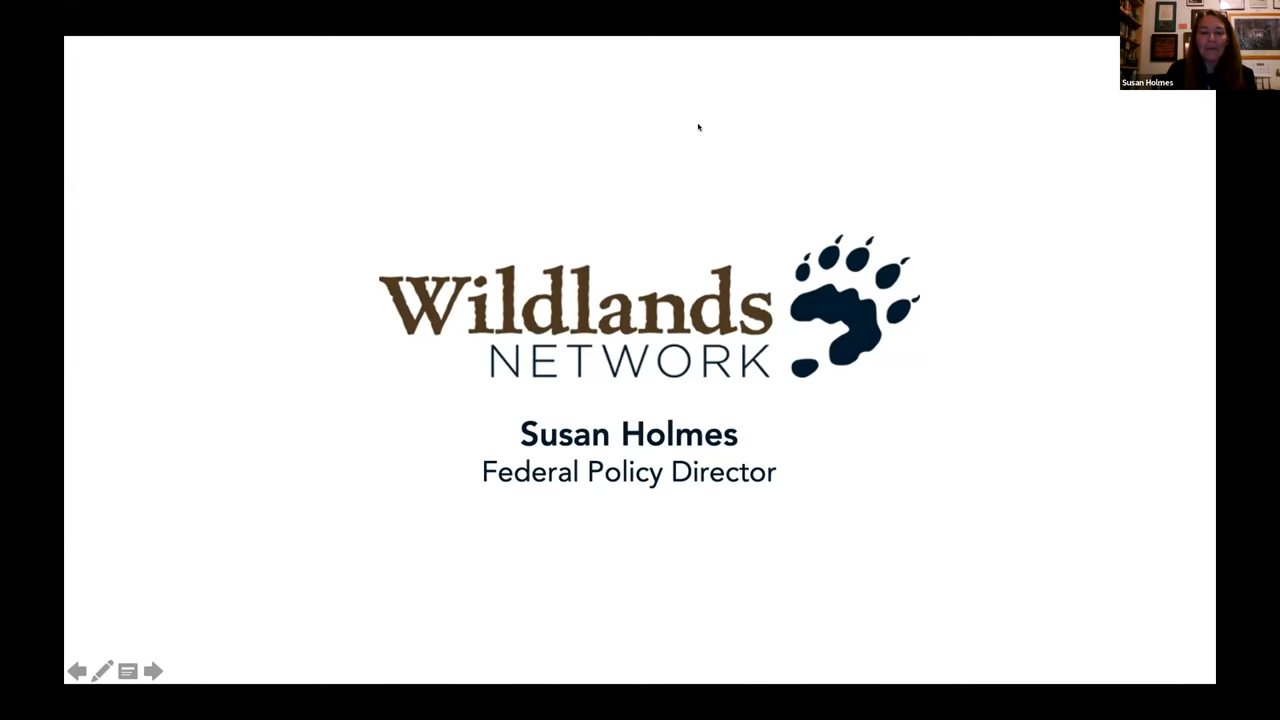 Susan Holmes
Wildlands
NETWORK
Susan Holmes
Federal Policy Director